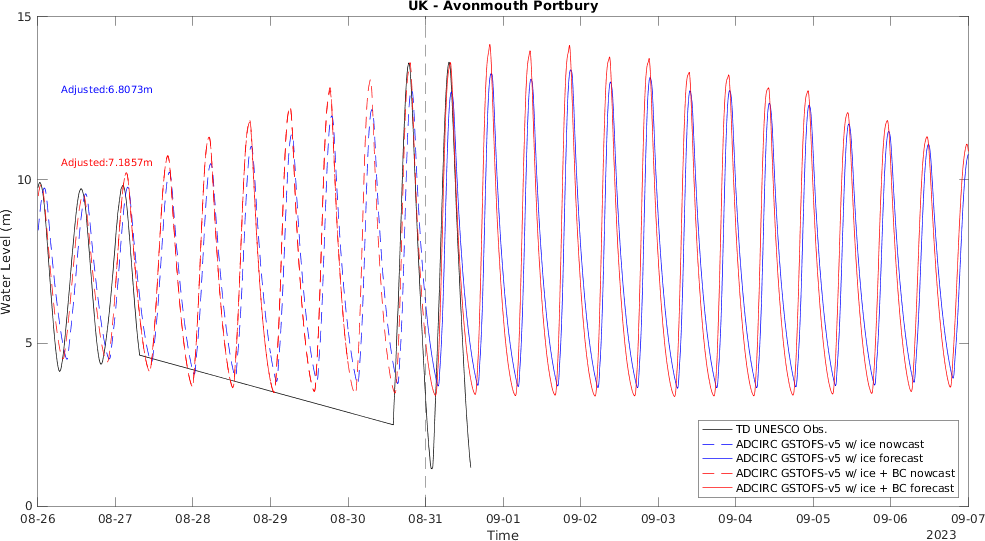 UK - Avonmouth Portbury
Water Level (m)
15
10
5
0
Adjusted:6.8073m
Adjusted:7.1857m
TD UNESCO Obs.
ADCIRC GSTOFS-v5 w/ ice nowcast
ADCIRC GSTOFS-v5 w/ ice forecast
ADCIRC GSTOFS-v5 w/ ice + BC nowcast
ADCIRC GSTOFS-v5 w/ ice + BC forecast
08-26 08-27 08-28 08-29 08-30 08-31 09-01 09-02 09-03 09-04 09-05 09-06 09-07
Time
2023